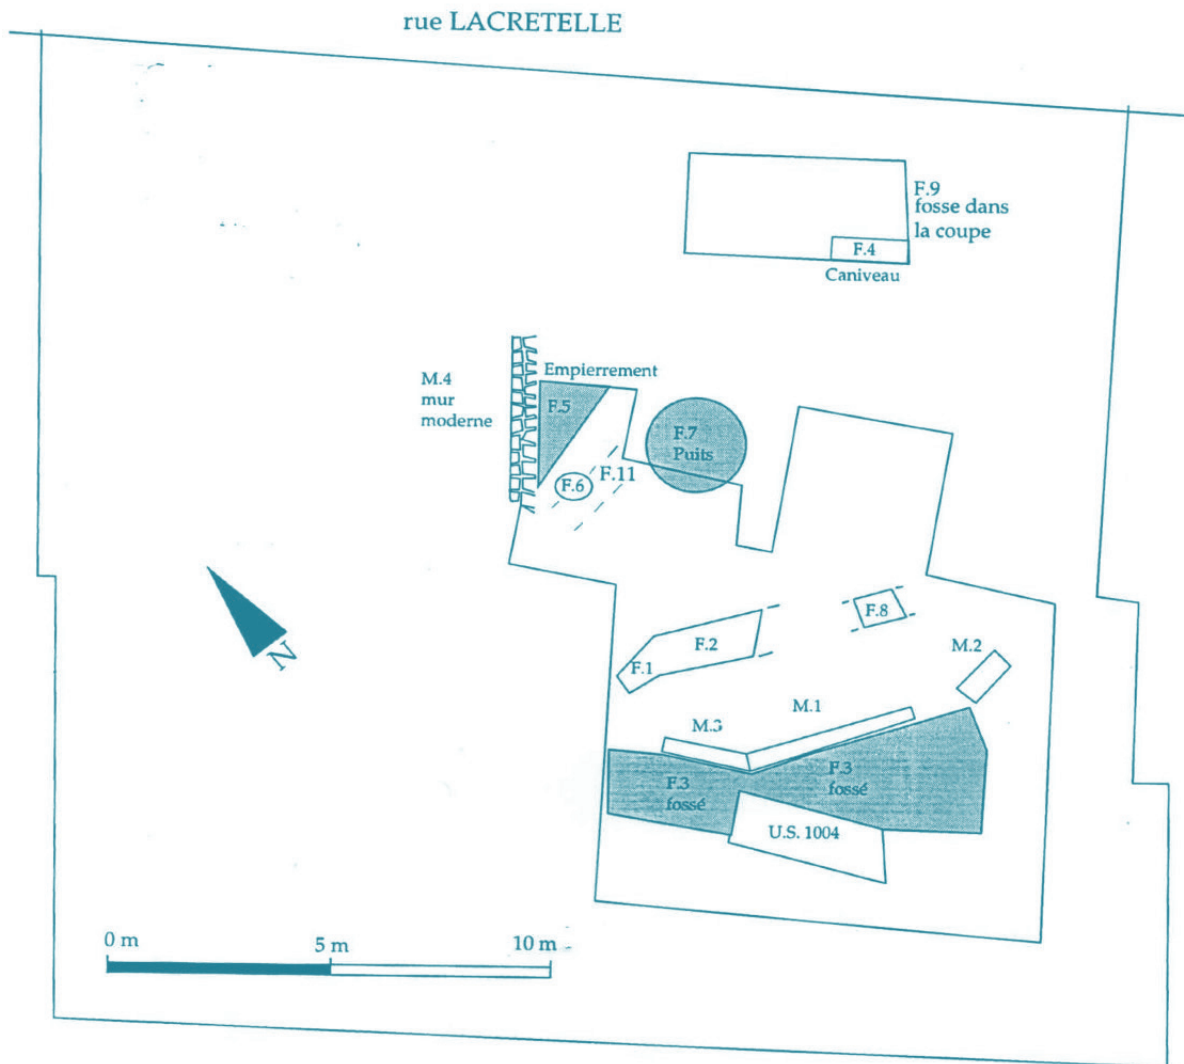 rue LACRETELLE
F.9
fosse dans
la coupe
F.4
Caniveau
Empierrement
M.4
mur
moderne
F.5
F.7
Puits
F.6
F.11
N
F.8
F.2
F.1
M.2
M.1
M.3
F.3
fossé
F.3
fossé
U.S. 1004
0 m
5 m
10 m